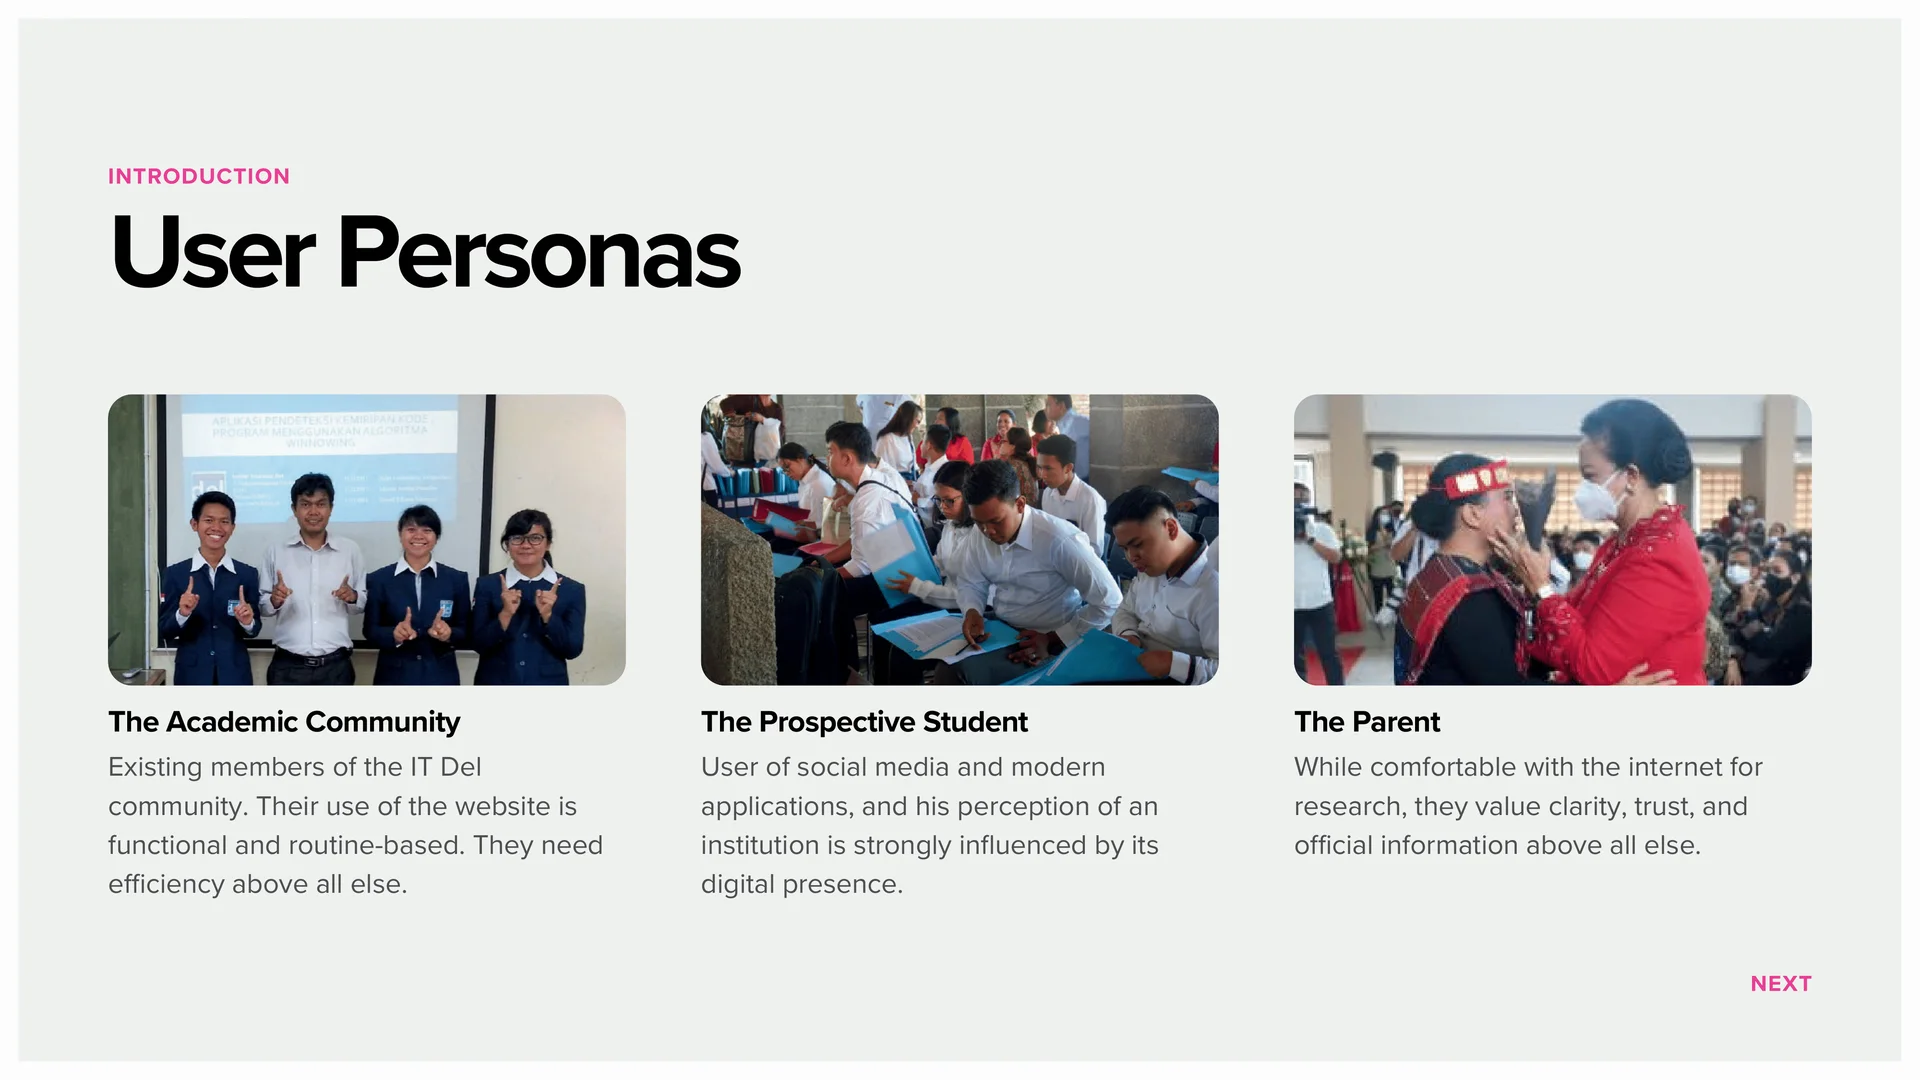 INTRODUCTION
User Personas
APLIKASI PENDETEKSI KEMIRIPAN KODE
PROGRAM MENGGUNAKAN ALGORITMA
WINNOWING
del
The Academic Community
Existing members of the IT Del
community. Their use of the website is
functional and routine-based. They need
efficiency above all else.
The Prospective Student
User of social media and modern
applications, and his perception of an
institution is strongly influenced by its
digital presence.
The Parent
While comfortable with the internet for
research, they value clarity, trust, and
official information above all else.
NEXT